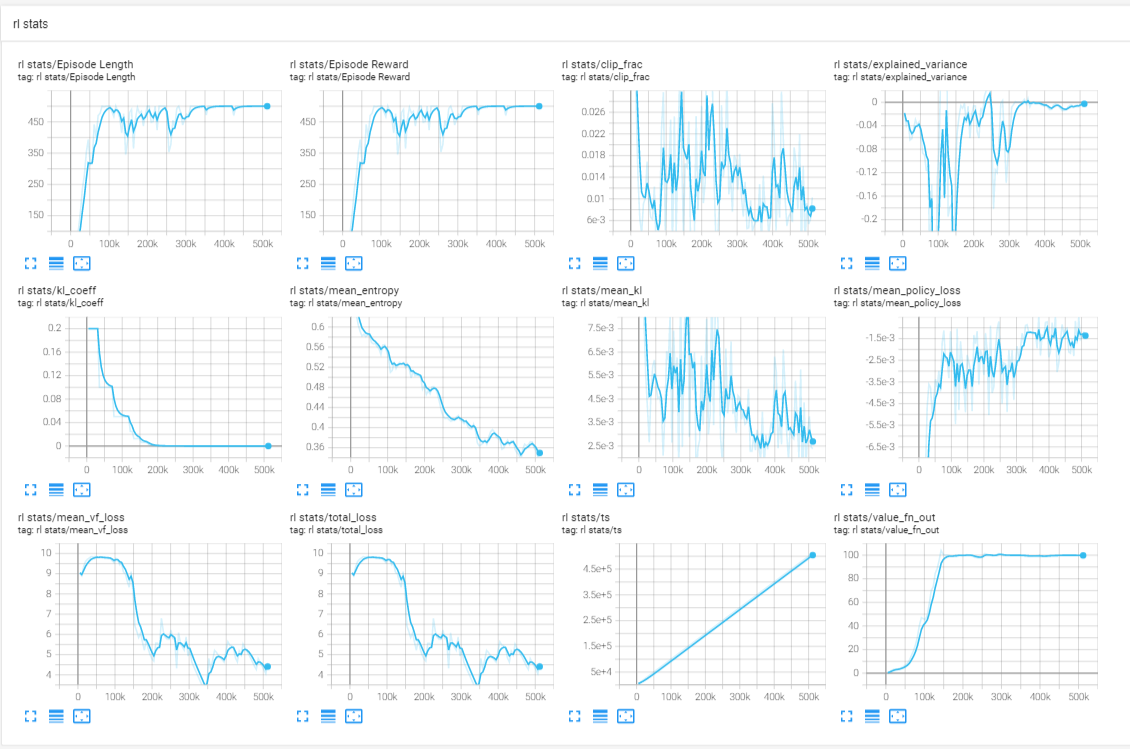 rl stats
rl stats/Episode Length
tag: rl stats/Episode Length
450
350
250
150
0 100k 200k 300k 400k 500k
rl stats/Episode Reward
tag: rl stats/Episode Reward
450
350
250
150
0 100k 200k 300k 400k 500k
rl stats/clip_frac
tag: rl stats/clip_frac
0.026
0.022
0.018
0.014
0.01
6e-3
0 100k 200k 300k 400k 500k
rl stats/explained_variance
tag: rl stats/explained_variance
0
-0.04
-0.08
-0.12
-0.16
-0.2
0 100k 200k 300k 400k 500k
rl stats/kl_coeff
tag: rl stats/kl_coeff
0.2
0.16
0.12
0.08
0.04
0
0 100k 200k 300k 400k 500k
rl stats/mean_entropy
tag: rl stats/mean_entropy
0.6
0.56
0.52
0.48
0.44
0.4
0.36
0 100k 200k 300k 400k 500k
rl stats/mean_kl
tag: rl stats/mean_kl
7.5e-3
6.5e-3
5.5e-3
4.5e-3
3.5e-3
2.5e-3
0 100k 200k 300k 400k 500k
rl stats/mean_policy_loss
tag: rl stats/mean_policy_loss
-1.5e-3
-2.5e-3
-3.5e-3
-4.5e-3
-5.5e-3
-6.5e-3
0 100k 200k 300k 400k 500k
rl stats/mean_vf_loss
tag: rl stats/mean_vf_loss
10
9
8
7
6
5
4
0 100k 200k 300k 400k 500k
rl stats/total_loss
tag: rl stats/total_loss
10
9
8
7
6
5
4
0 100k 200k 300k 400k 500k
rl stats/ts
tag: rl stats/ts
4.5e+5
3.5e+5
2.5e+5
1.5e+5
5e+4
0 100k 200k 300k 400k 500k
rl stats/value_fn_out
tag: rl stats/value_fn_out
100
80
60
40
20
0
0 100k 200k 300k 400k 500k